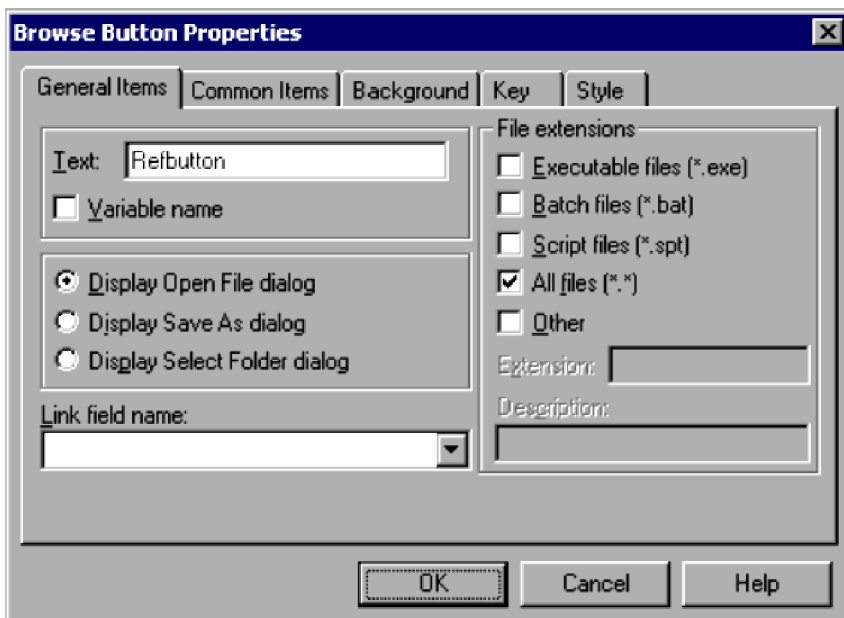 Browse Button Properties
General Items Common Items Background Key Style
Text: Refbutton
Variable name
Display Open File dialog
Display Save As dialog
Display Select Folder dialog
Link field name:
File extensions
Executable files (*.exe)
Batch files (*.bat)
Script files (*.spt)
All files (*.*)
Other
Extension:
Description:
OK Cancel Help